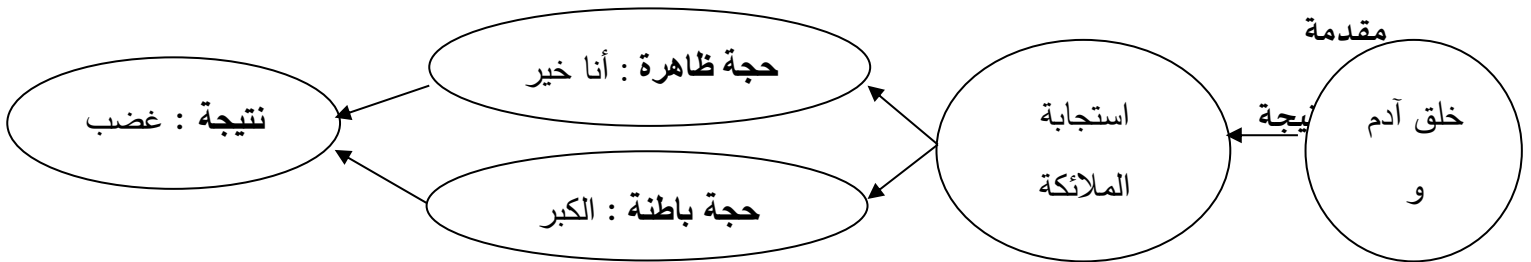 مقدمة
خلق آدم
و
استجابة
الملائكة
حجة ظاهرة : أنا خير
حجة باطنة : الكبر
نتيجة : غضب